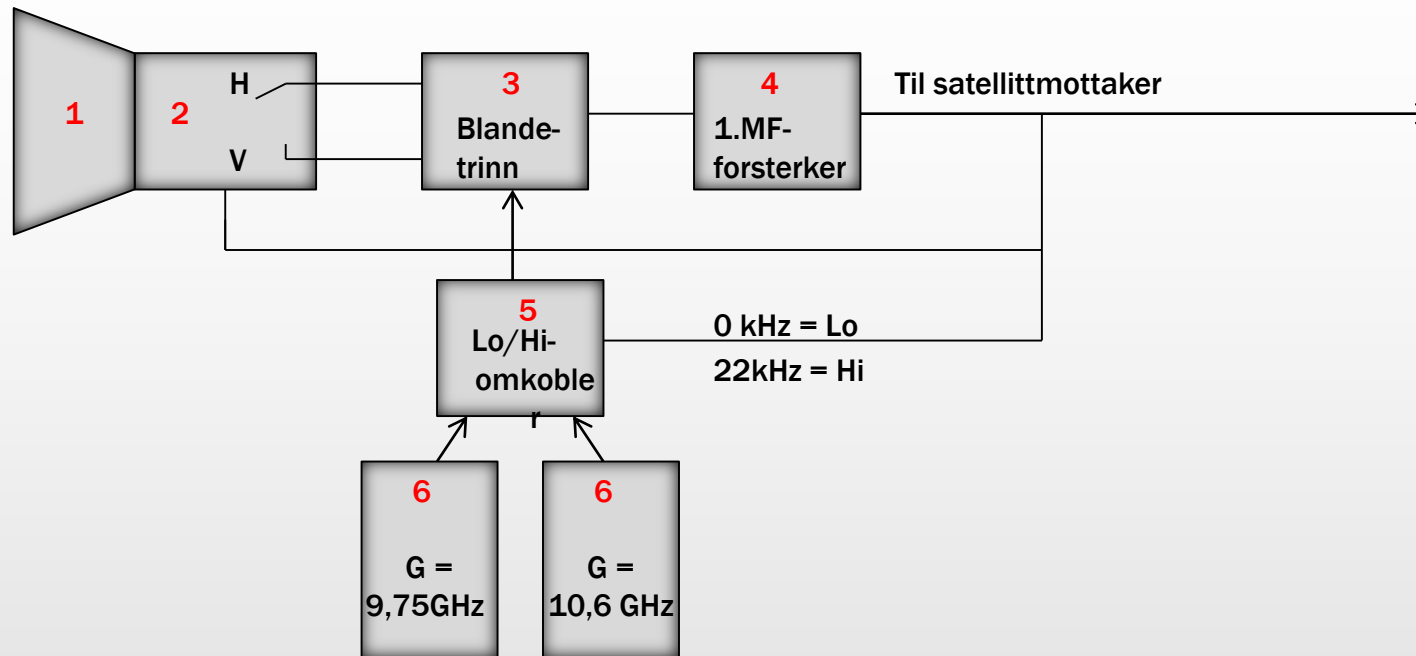 1
2
H
V
3
Blande-
trinn
4
1.MF-
forsterker
Til satellittmottaker
5
Lo/Hi-
omkoble
r
0 kHz = Lo
22kHz = Hi
6
G =
9,75GHz
6
G =
10,6 GHz